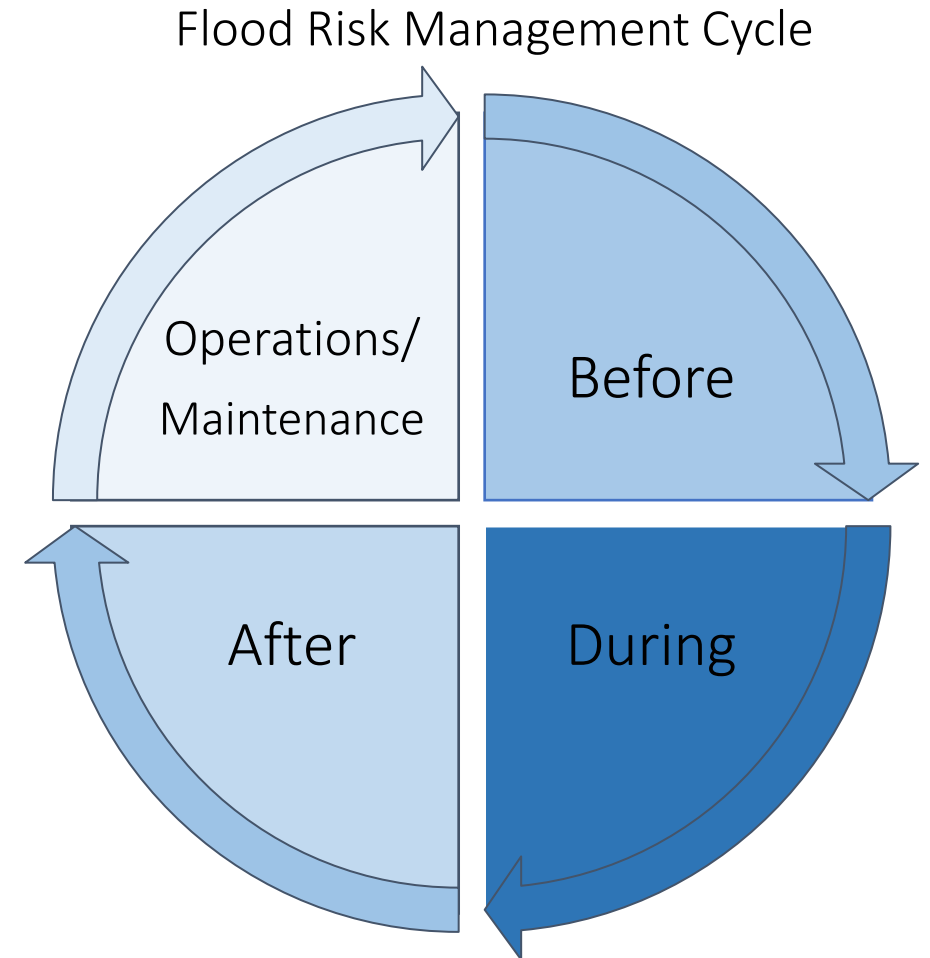 Flood Risk Management Cycle
Operations/
Maintenance
Before
After
During